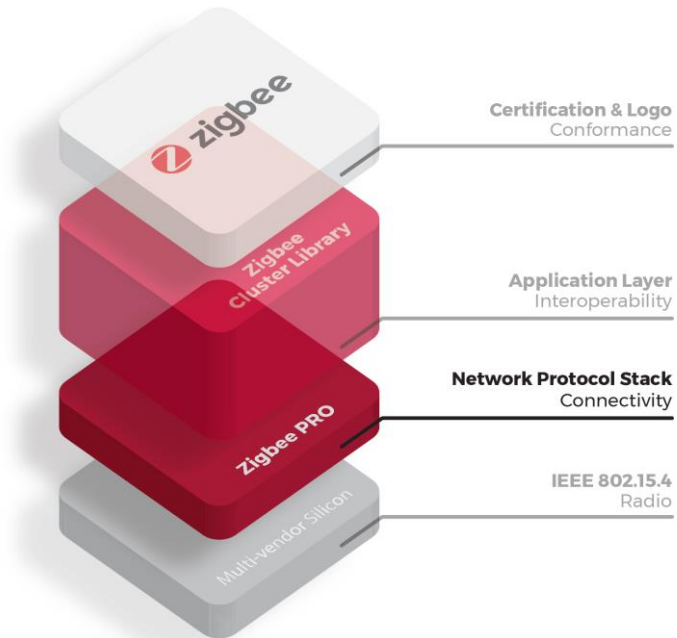 zigbee
Certification & Logo
Conformance
Zigbee
Cluster Library
Application Layer
Interoperability
Network Protocol Stack
Connectivity
Zigbee PRO
IEEE 802.15.4
Radio
Multi-vendor Silicon